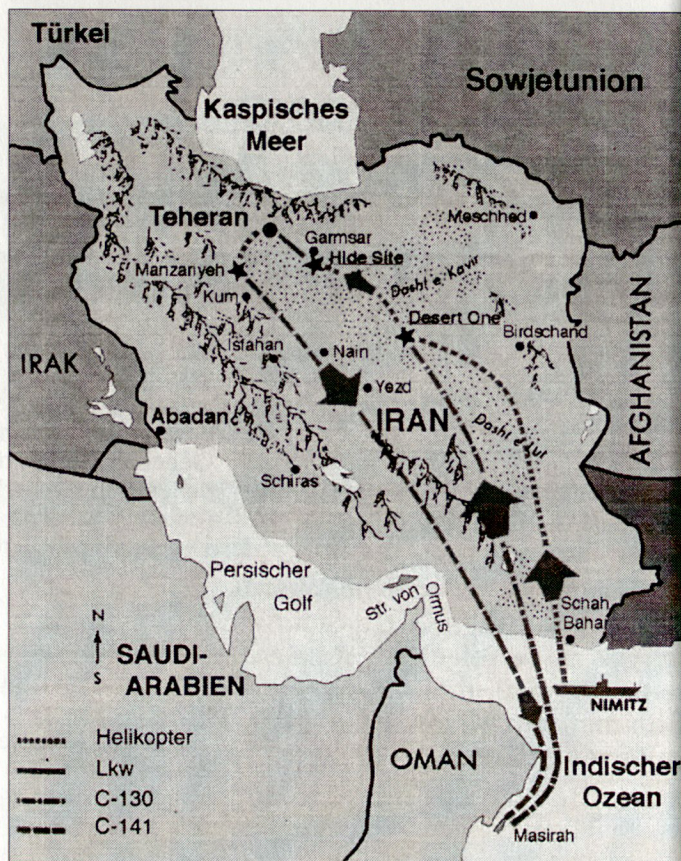 Türkei
Sowjetunion
Kaspisches
Meer
Teheran
Meschhed
Garmsar
Hide Site
Manzariyeh
Dasht e Kavir
Kum
Desert One
Isfahan
Birdschand
Nain
AFGHANISTAN
IRAK
Yezd
IRAN
Abadan
Dasht e Lut
Schiras
Persischer
Golf
Str. von
Ormus
Schah
Bahar
N
S
SAUDI-
ARABIEN
NIMITZ
Helikopter
Lkw
C-130
C-141
OMAN
Indischer
Ozean
Masirah